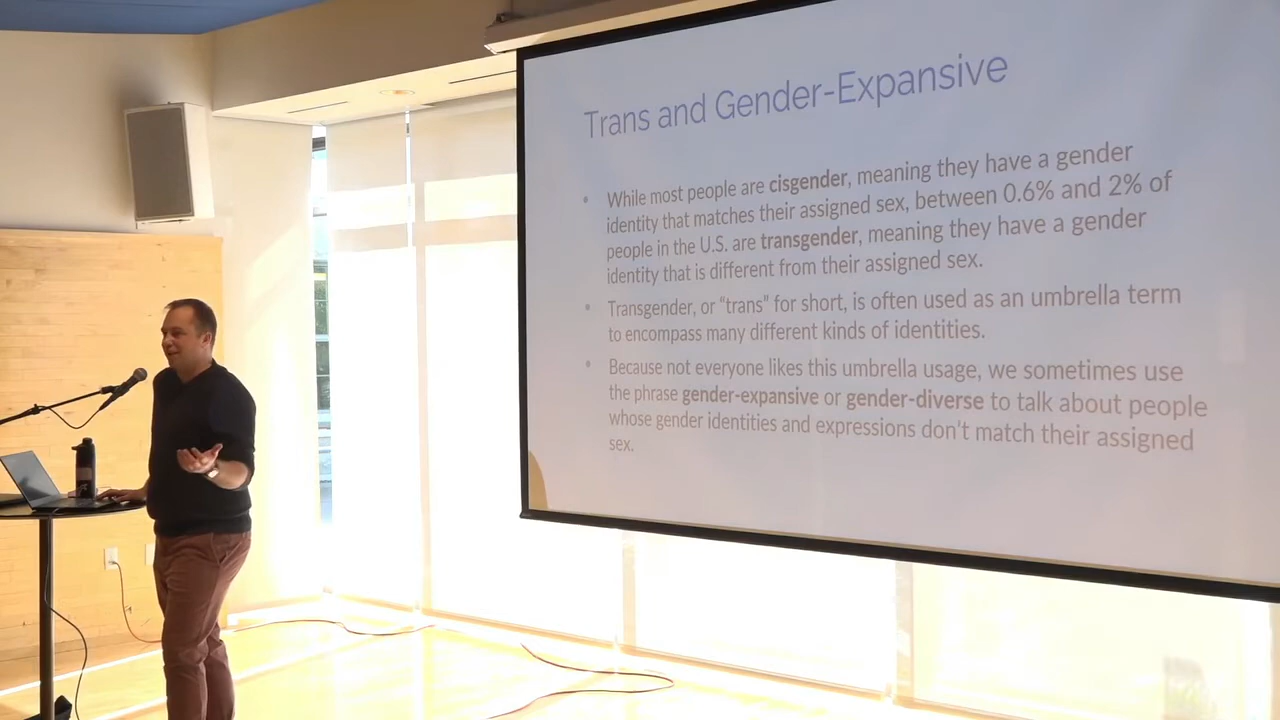 Trans and Gender-Expansive
• While most people are cisgender, meaning they have a gender
identity that matches their assigned sex, between 0.6% and 2% of
people in the U.S. are transgender, meaning they have a gender
identity that is different from their assigned sex.
• Transgender, or “trans” for short, is often used as an umbrella term
to encompass many different kinds of identities.
• Because not everyone likes this umbrella usage, we sometimes use
the phrase gender-expansive or gender-diverse to talk about people
whose gender identities and expressions don't match their assigned
sex.